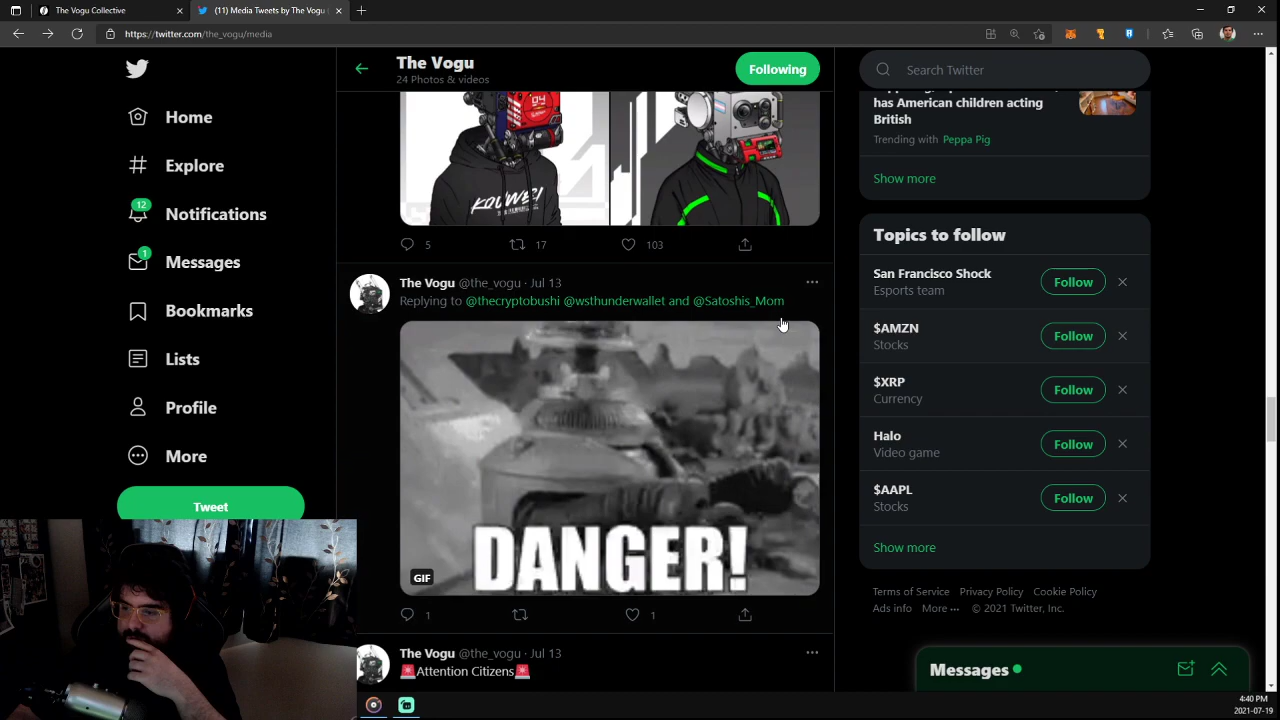 The Vogu Collective
(11) Media Tweets by The Vogu
https://twitter.com/the_vogu/media
The Vogu
24 Photos & videos
Following
Search Twitter
Home
Explore
12
Notifications
1
Messages
Bookmarks
Lists
Profile
More
Tweet
04
KOUWEI
5
17
103
The Vogu @the_vogu · Jul 13
Replying to @thecryptobushi @wsthunderwallet and @Satoshis_Mom
DANGER!
GIF
1
1
The Vogu @the_vogu · Jul 13
🚨Attention Citizens🚨
has American children acting
British
Trending with Peppa Pig
Show more
Topics to follow
San Francisco Shock
Esports team
Follow
$AMZN
Stocks
Follow
$XRP
Currency
Follow
Halo
Video game
Follow
$AAPL
Stocks
Follow
Show more
Terms of Service Privacy Policy Cookie Policy
Ads info More ··· © 2021 Twitter, Inc.
Messages
4:40 PM
2021-07-19